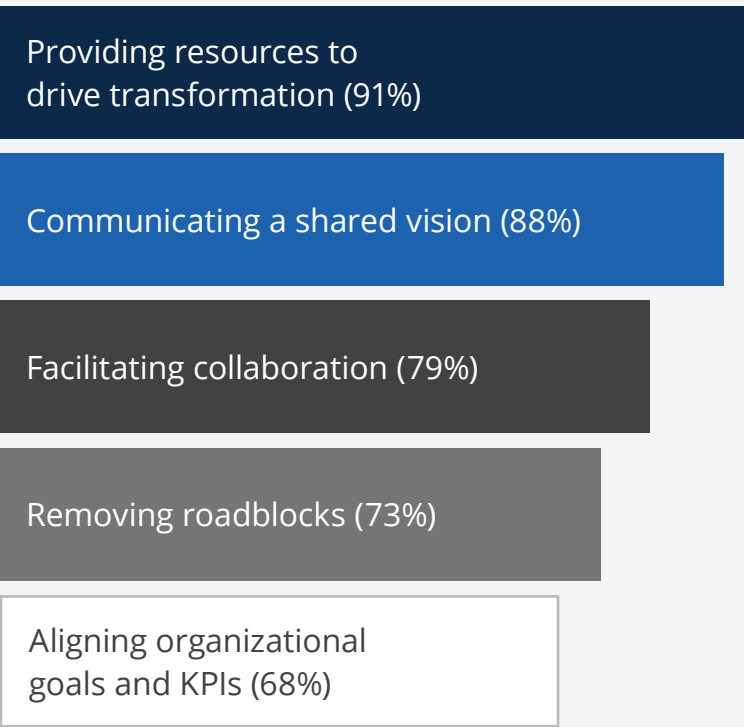 Providing resources to
drive transformation (91%)
Communicating a shared vision (88%)
Facilitating collaboration (79%)
Removing roadblocks (73%)
Aligning organizational
goals and KPIs (68%)